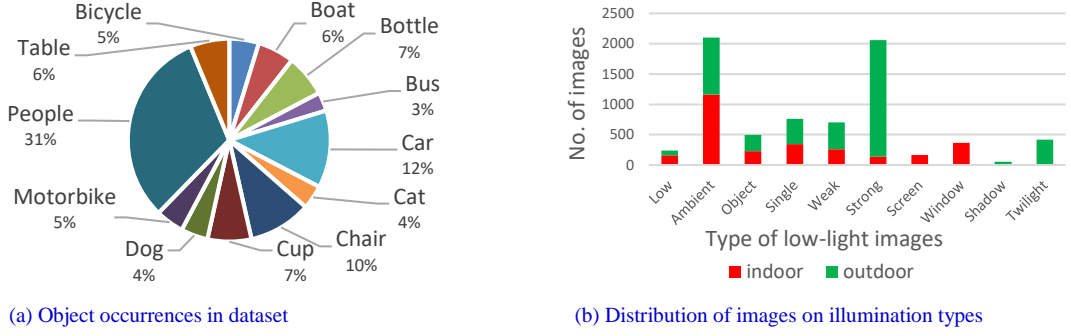 Bicycle
5%
Boat
6%
Bottle
7%
Bus
3%
Car
12%
Cat
4%
Chair
10%
Cup
7%
Dog
4%
Motorbike
5%
People
31%
Table
6%
(a) Object occurrences in dataset
No. of images
2500
2000
1500
1000
500
0
Low
Ambient
Object
Single
Weak
Strong
Screen
Window
Shadow
Twilight
Type of low-light images
indoor outdoor
(b) Distribution of images on illumination types